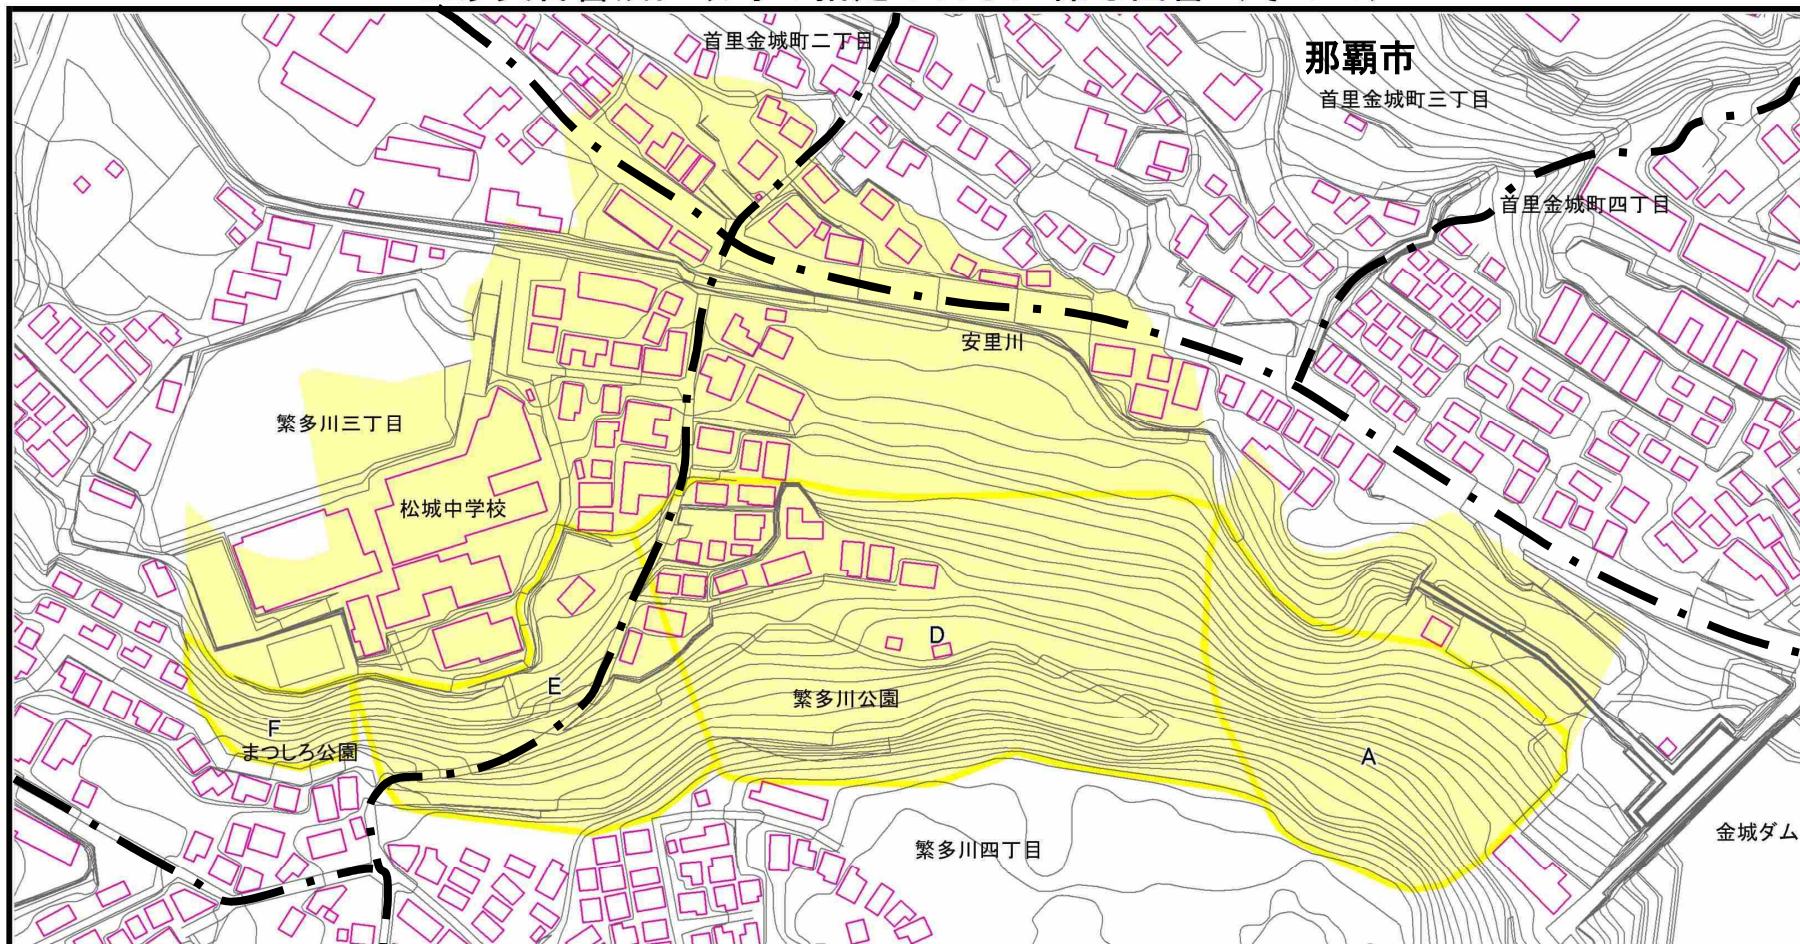 首里金城町二丁目
那覇市
首里金城町三丁目
首里金城町四丁目
安里川
繁多川三丁目
松城中学校
D
E
繁多川公園
F
まつしろ公園
A
金城ダム
繁多川四丁目